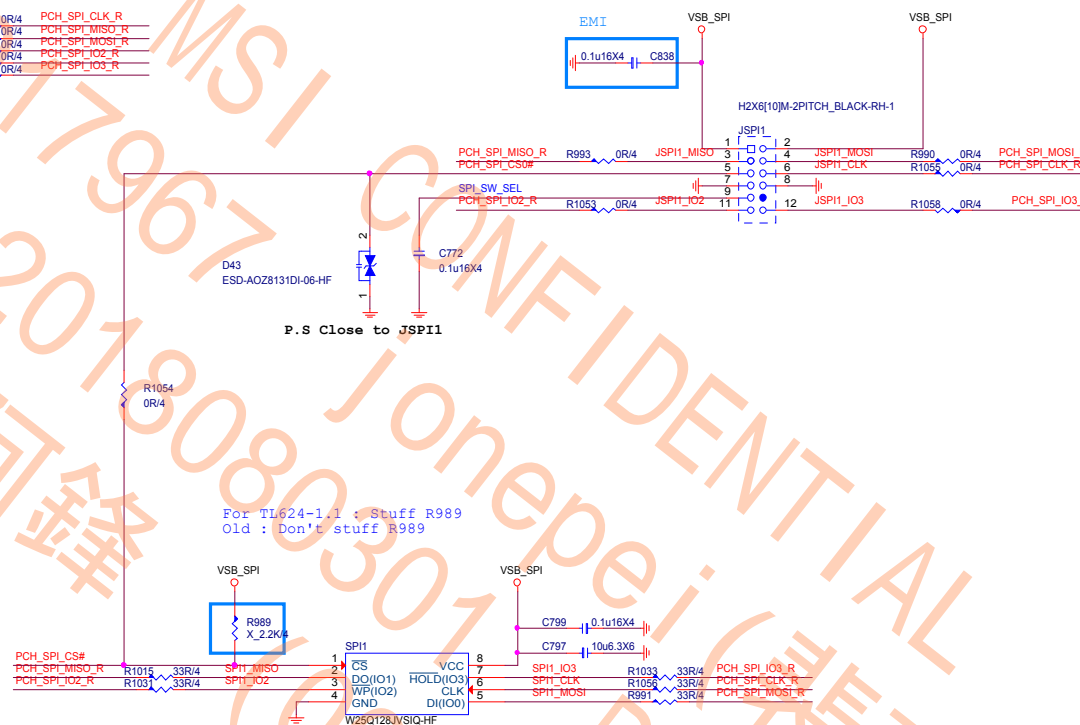 0R/4 PCH_SPI_CLK_R
0R/4 PCH_SPI_MISO_R
0R/4 PCH_SPI_MOSI_R
0R/4 PCH_SPI_IO2_R
0R/4 PCH_SPI_IO3_R
EMI
0.1u16X4 C838
VSB_SPI
VSB_SPI
H2X6[10]M-2PITCH_BLACK-RH-1
JSPI1
1 2
PCH_SPI_MISO_R R993 0R/4 JSPI1_MISO 3 4 JSPI1_MOSI R990 0R/4 PCH_SPI_MOSI_
PCH_SPI_CS0# 5 6 JSPI1_CLK R1055 0R/4 PCH_SPI_CLK_R
7 8
SPI_SW_SEL 9
PCH_SPI_IO2_R R1053 0R/4 JSPI1_IO2 11 12 JSPI1_IO3 R1058 0R/4 PCH_SPI_IO3_
2
D43
ESD-AOZ8131DI-06-HF
1
C772
0.1u16X4
P.S Close to JSPI1
R1054
0R/4
For TL624-1.1 : Stuff R989
Old : Don't stuff R989
VSB_SPI
VSB_SPI
R989
X_2.2K/4
C799 0.1u16X4
C797 10u6.3X6
SPI1
PCH_SPI_CS# 1 CS VCC 8
PCH_SPI_MISO_R R1015 33R/4 SPI1_MISO 2 DO(IO1) HOLD(IO3) 7 SPI1_IO3 R1033 33R/4 PCH_SPI_IO3_R
PCH_SPI_IO2_R R1031 33R/4 SPI1_IO2 3 WP(IO2) CLK 6 SPI1_CLK R1056 33R/4 PCH_SPI_CLK_R
4 GND DI(IO0) 5 SPI1_MOSI R991 33R/4 PCH_SPI_MOSI_R
W25Q128JVSIQ-HF
MSI CONFIDENTIAL
17967 jonepei(
2018080301
鋒